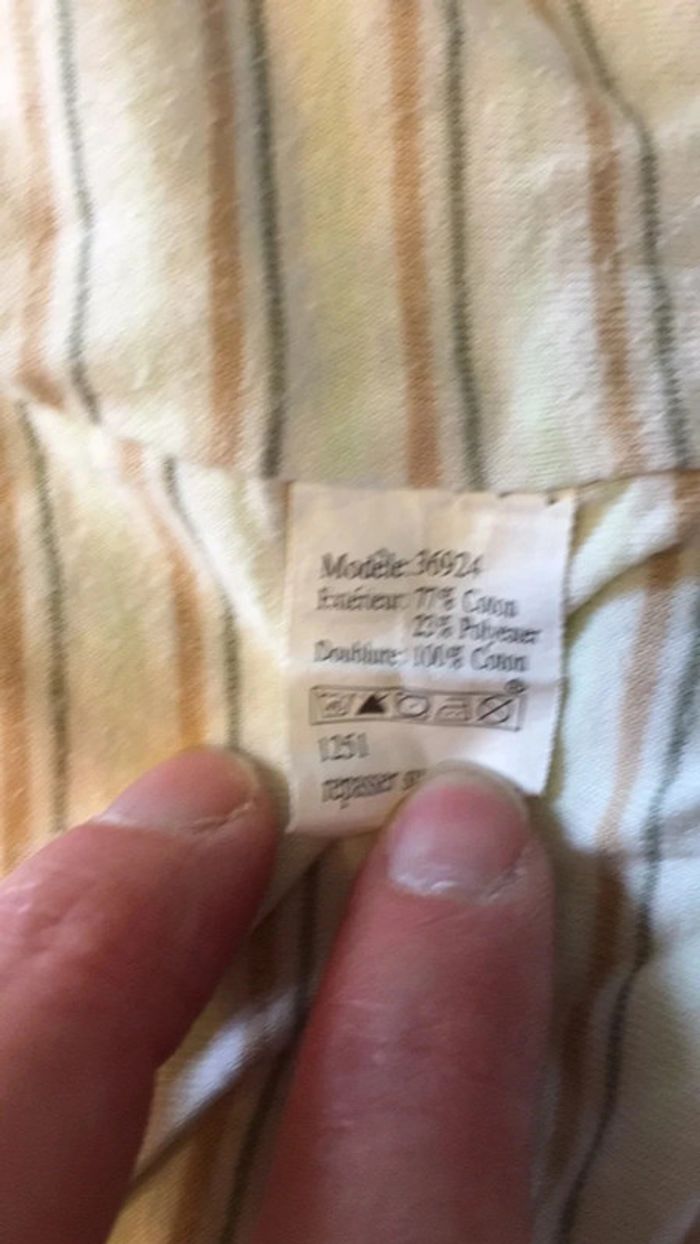 Modèle: 36924
Extérieur: 77% Coton
23% Polyester
Doublure: 100% Coton
1251
repasser